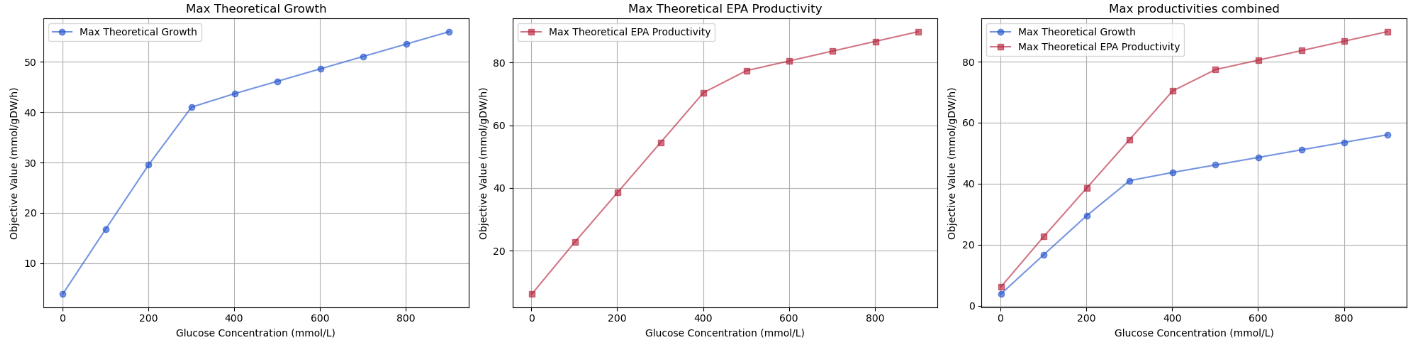 Max Theoretical Growth
Max Theoretical Growth
Objective Value (mmol/gDW/h)
50
40
30
20
10
0 200 400 600 800
Glucose Concentration (mmol/L)
Max Theoretical EPA Productivity
Max Theoretical EPA Productivity
Objective Value (mmol/gDW/h)
80
60
40
20
0 200 400 600 800
Glucose Concentration (mmol/L)
Max productivities combined
Max Theoretical Growth
Max Theoretical EPA Productivity
Objective Value (mmol/gDW/h)
80
60
40
20
0
0 200 400 600 800
Glucose Concentration (mmol/L)